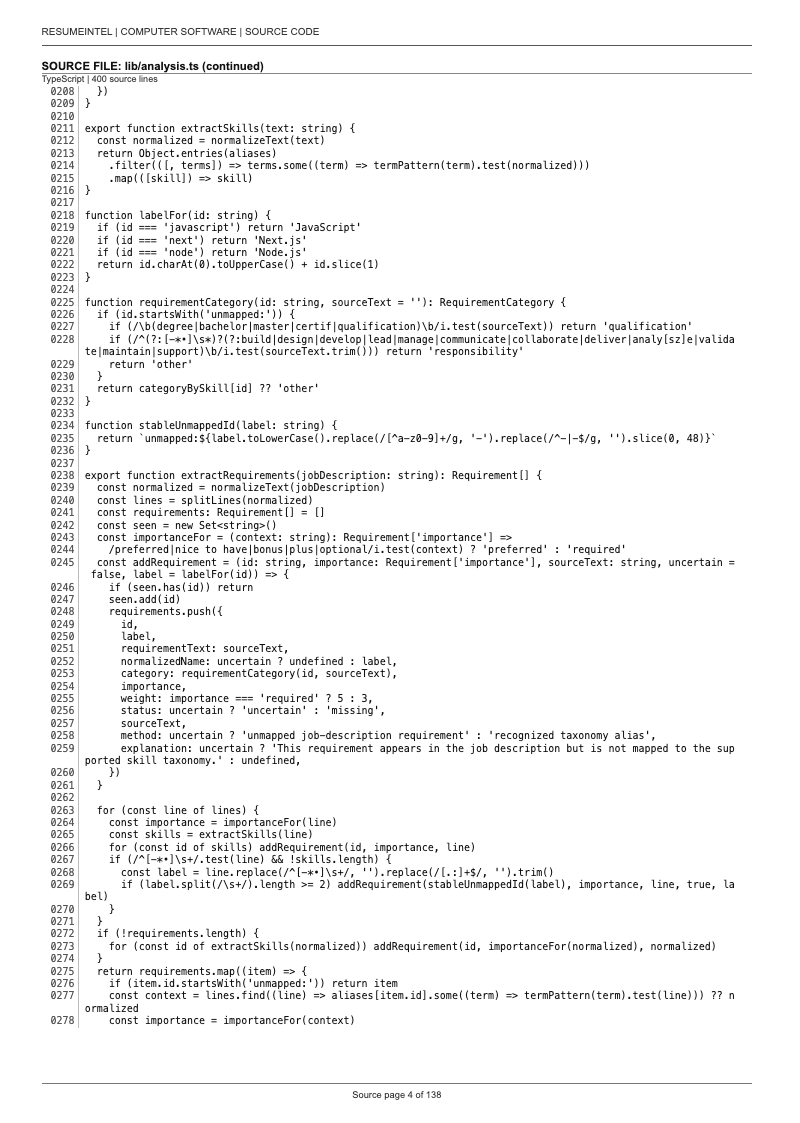 RESUMEINTEL | COMPUTER SOFTWARE | SOURCE CODE
SOURCE FILE: lib/analysis.ts (continued)
TypeScript | 400 source lines
0208   })
0209 }
0210
0211 export function extractSkills(text: string) {
0212   const normalized = normalizeText(text)
0213   return Object.entries(aliases)
0214     .filter(([, terms]) => terms.some((term) => termPattern(term).test(normalized)))
0215     .map(([skill]) => skill)
0216 }
0217
0218 function labelFor(id: string) {
0219   if (id === 'javascript') return 'JavaScript'
0220   if (id === 'next') return 'Next.js'
0221   if (id === 'node') return 'Node.js'
0222   return id.charAt(0).toUpperCase() + id.slice(1)
0223 }
0224
0225 function requirementCategory(id: string, sourceText = ''): RequirementCategory {
0226   if (id.startsWith('unmapped:')) {
0227     if (/\b(degree|bachelor|master|certif|qualification)\b/i.test(sourceText)) return 'qualification'
0228     if (/^(?:[-*•]\s*)?(?:build|design|develop|lead|manage|communicate|collaborate|deliver|analy[sz]e|valida
te|maintain|support)\b/i.test(sourceText.trim())) return 'responsibility'
0229     return 'other'
0230   }
0231   return categoryBySkill[id] ?? 'other'
0232 }
0233
0234 function stableUnmappedId(label: string) {
0235   return `unmapped:${label.toLowerCase().replace(/[^a-z0-9]+/g, '-').replace(/^-|-$/g, '').slice(0, 48)}`
0236 }
0237
0238 export function extractRequirements(jobDescription: string): Requirement[] {
0239   const normalized = normalizeText(jobDescription)
0240   const lines = splitLines(normalized)
0241   const requirements: Requirement[] = []
0242   const seen = new Set<string>()
0243   const importanceFor = (context: string): Requirement['importance'] =>
0244     /preferred|nice to have|bonus|plus|optional/i.test(context) ? 'preferred' : 'required'
0245   const addRequirement = (id: string, importance: Requirement['importance'], sourceText: string, uncertain =
 false, label = labelFor(id)) => {
0246     if (seen.has(id)) return
0247     seen.add(id)
0248     requirements.push({
0249       id,
0250       label,
0251       requirementText: sourceText,
0252       normalizedName: uncertain ? undefined : label,
0253       category: requirementCategory(id, sourceText),
0254       importance,
0255       weight: importance === 'required' ? 5 : 3,
0256       status: uncertain ? 'uncertain' : 'missing',
0257       sourceText,
0258       method: uncertain ? 'unmapped job-description requirement' : 'recognized taxonomy alias',
0259       explanation: uncertain ? 'This requirement appears in the job description but is not mapped to the sup
ported skill taxonomy.' : undefined,
0260     })
0261   }
0262
0263   for (const line of lines) {
0264     const importance = importanceFor(line)
0265     const skills = extractSkills(line)
0266     for (const id of skills) addRequirement(id, importance, line)
0267     if (/^[-*•]\s+/.test(line) && !skills.length) {
0268       const label = line.replace(/^[-*•]\s+/, '').replace(/[.:]+$/, '').trim()
0269       if (label.split(/\s+/).length >= 2) addRequirement(stableUnmappedId(label), importance, line, true, la
bel)
0270     }
0271   }
0272   if (!requirements.length) {
0273     for (const id of extractSkills(normalized)) addRequirement(id, importanceFor(normalized), normalized)
0274   }
0275   return requirements.map((item) => {
0276     if (item.id.startsWith('unmapped:')) return item
0277     const context = lines.find((line) => aliases[item.id].some((term) => termPattern(term).test(line))) ?? n
ormalized
0278     const importance = importanceFor(context)
Source page 4 of 138